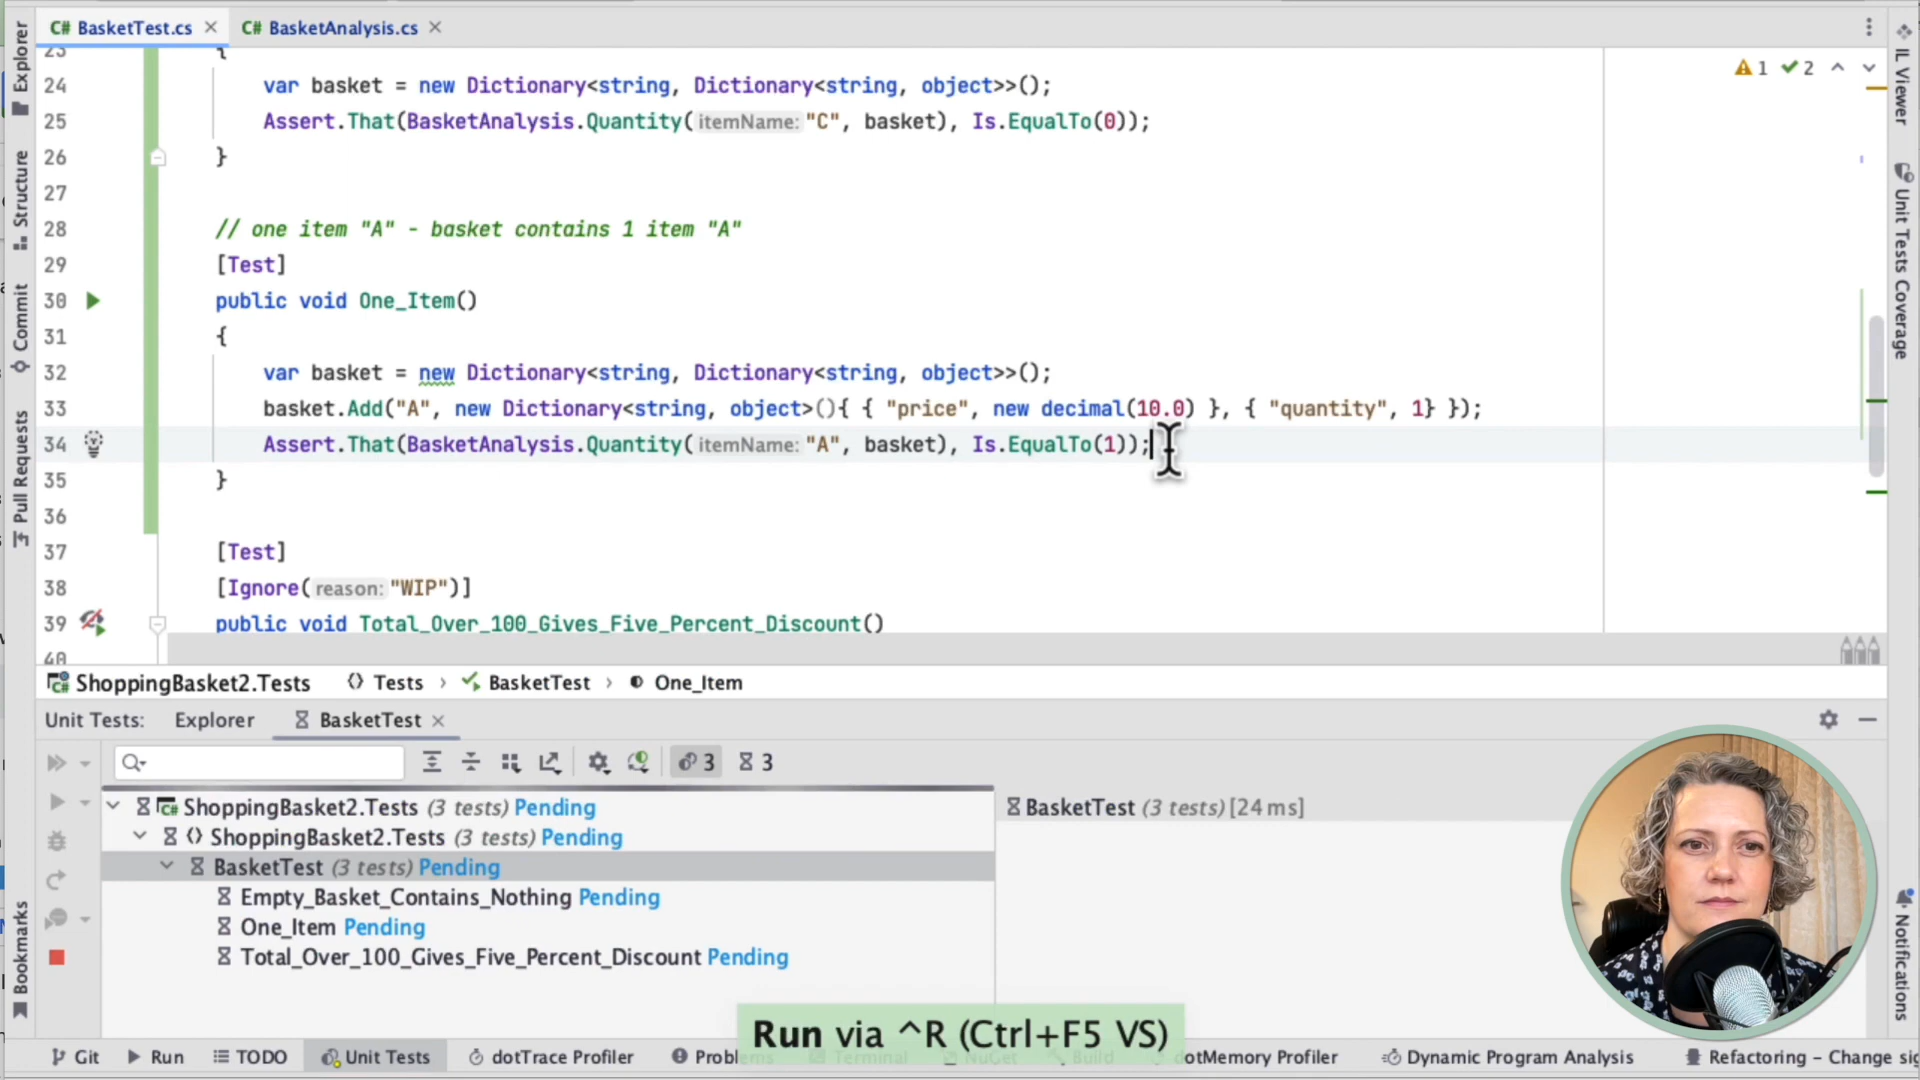 C# BasketTest.cs × C# BasketAnalysis.cs ×
Explorer
Structure
Commit
Pull Requests
Bookmarks
23 {
24 var basket = new Dictionary<string, Dictionary<string, object>>();
25 Assert.That(BasketAnalysis.Quantity(itemName: "C", basket), Is.EqualTo(0));
26 }
27
28 // one item "A" - basket contains 1 item "A"
29 [Test]
30 public void One_Item()
31 {
32 var basket = new Dictionary<string, Dictionary<string, object>>();
33 basket.Add("A", new Dictionary<string, object>(){ { "price", new decimal(10.0) }, { "quantity", 1} });
34 Assert.That(BasketAnalysis.Quantity(itemName: "A", basket), Is.EqualTo(1));
35 }
36
37 [Test]
38 [Ignore(reason: "WIP")]
39 public void Total_Over_100_Gives_Five_Percent_Discount()
40
1 2
IL Viewer
Unit Tests Coverage
Notifications
C# ShoppingBasket2.Tests Tests › BasketTest › One_Item
Unit Tests: Explorer BasketTest ×
3 3
ShoppingBasket2.Tests (3 tests) Pending
ShoppingBasket2.Tests (3 tests) Pending
BasketTest (3 tests) Pending
Empty_Basket_Contains_Nothing Pending
One_Item Pending
Total_Over_100_Gives_Five_Percent_Discount Pending
BasketTest (3 tests) [24 ms]
Run via ^R (Ctrl+F5 VS)
Git Run TODO Unit Tests dotTrace Profiler Terminal NuGet Build dotMemory Profiler Dynamic Program Analysis Refactoring - Change